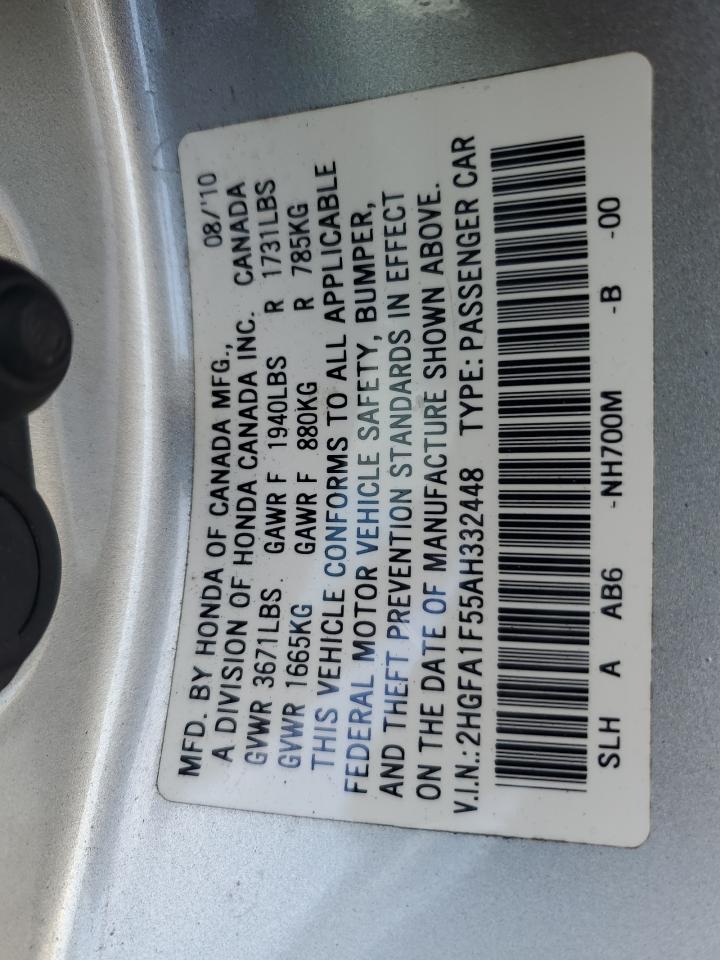 MFD. BY HONDA OF CANADA MFG., 08/'10
A DIVISION OF HONDA CANADA INC. CANADA
GVWR 3671LBS GAWR F 1940LBS R 1731LBS
GVWR 1665KG GAWR F 880KG R 785KG
THIS VEHICLE CONFORMS TO ALL APPLICABLE
FEDERAL MOTOR VEHICLE SAFETY, BUMPER,
AND THEFT PREVENTION STANDARDS IN EFFECT
ON THE DATE OF MANUFACTURE SHOWN ABOVE.
V.I.N.:2HGFA1F55AH332448 TYPE: PASSENGER CAR
SLH A AB6 -NH700M -B -00